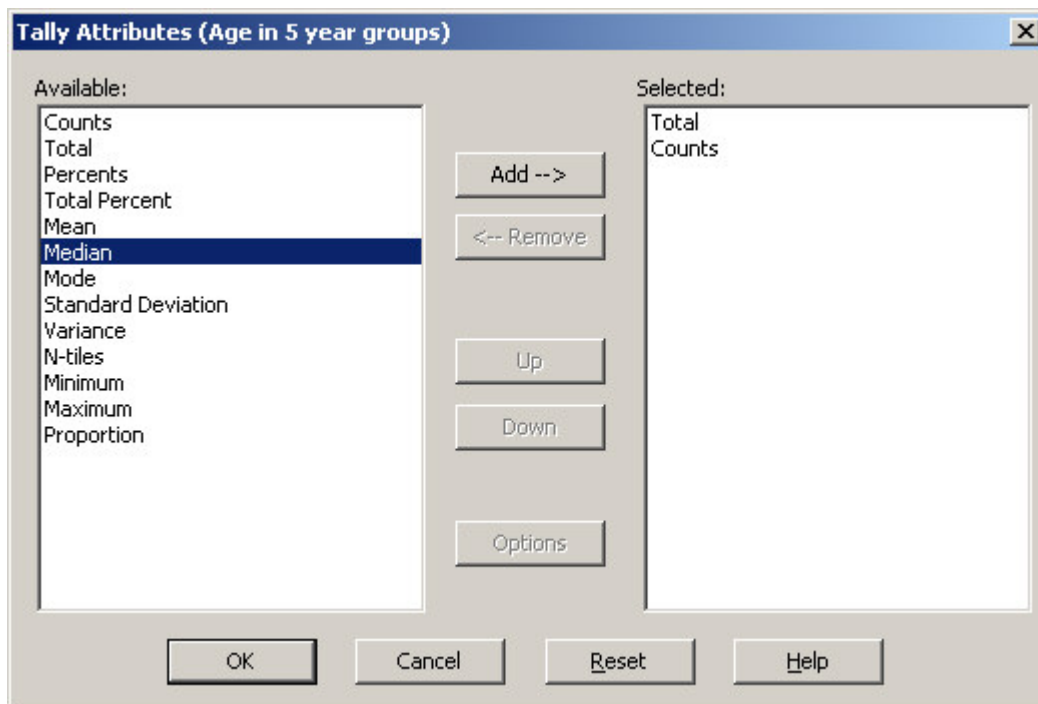 Tally Attributes (Age in 5 year groups)
Available:
Counts
Total
Percents
Total Percent
Mean
Median
Mode
Standard Deviation
Variance
N-tiles
Minimum
Maximum
Proportion
Add -->
<-- Remove
Up
Down
Options
Selected:
Total
Counts
OK
Cancel
Reset
Help